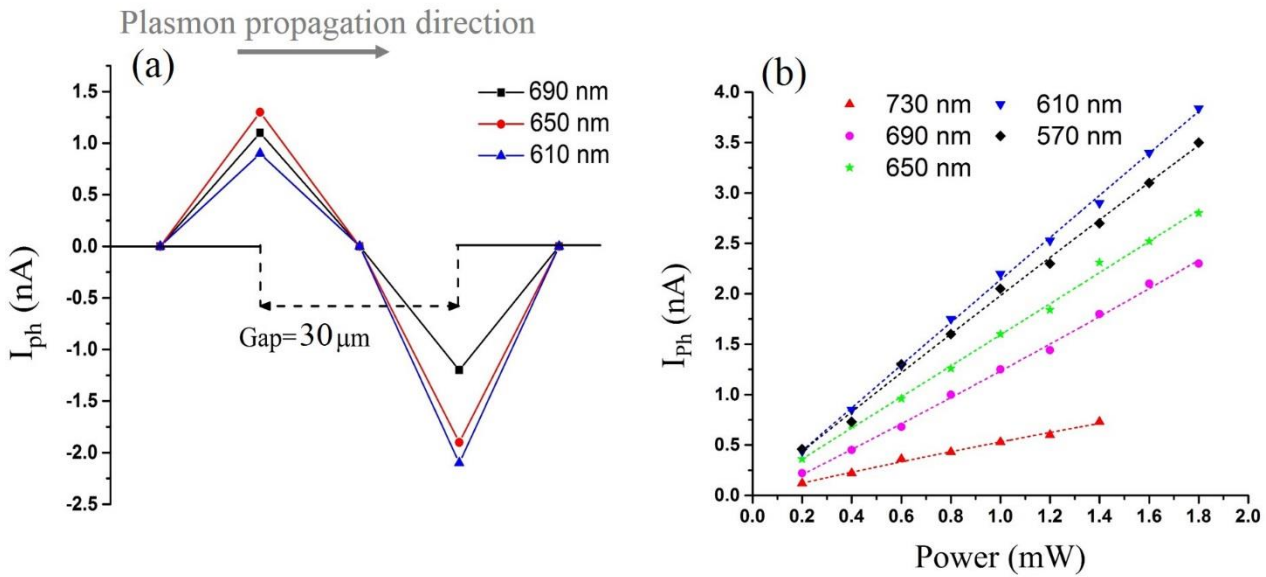 Plasmon propagation direction
(a)
690 nm
650 nm
610 nm
1.5
1.0
0.5
0.0
-0.5
-1.0
-1.5
-2.0
-2.5
I_ph (nA)
Gap=30 μm
(b)
730 nm
690 nm
650 nm
610 nm
570 nm
4.0
3.5
3.0
2.5
2.0
1.5
1.0
0.5
0.0
I_Ph (nA)
0.0 0.2 0.4 0.6 0.8 1.0 1.2 1.4 1.6 1.8 2.0
Power (mW)